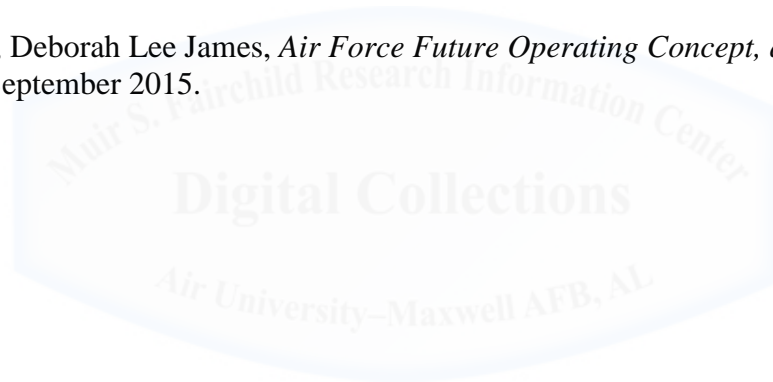 , Deborah Lee James, Air Force Future Operating Concept,
eptember 2015.
Muir S. Fairchild Research Information Center
Digital Collections
Air University–Maxwell AFB, AL